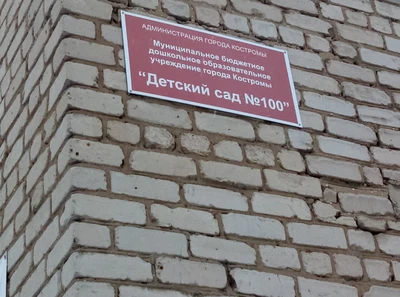 АДМИНИСТРАЦИЯ ГОРОДА КОСТРОМЫ
Муниципальное бюджетное
дошкольное образовательное
учреждение города Костромы
"Детский сад №100"